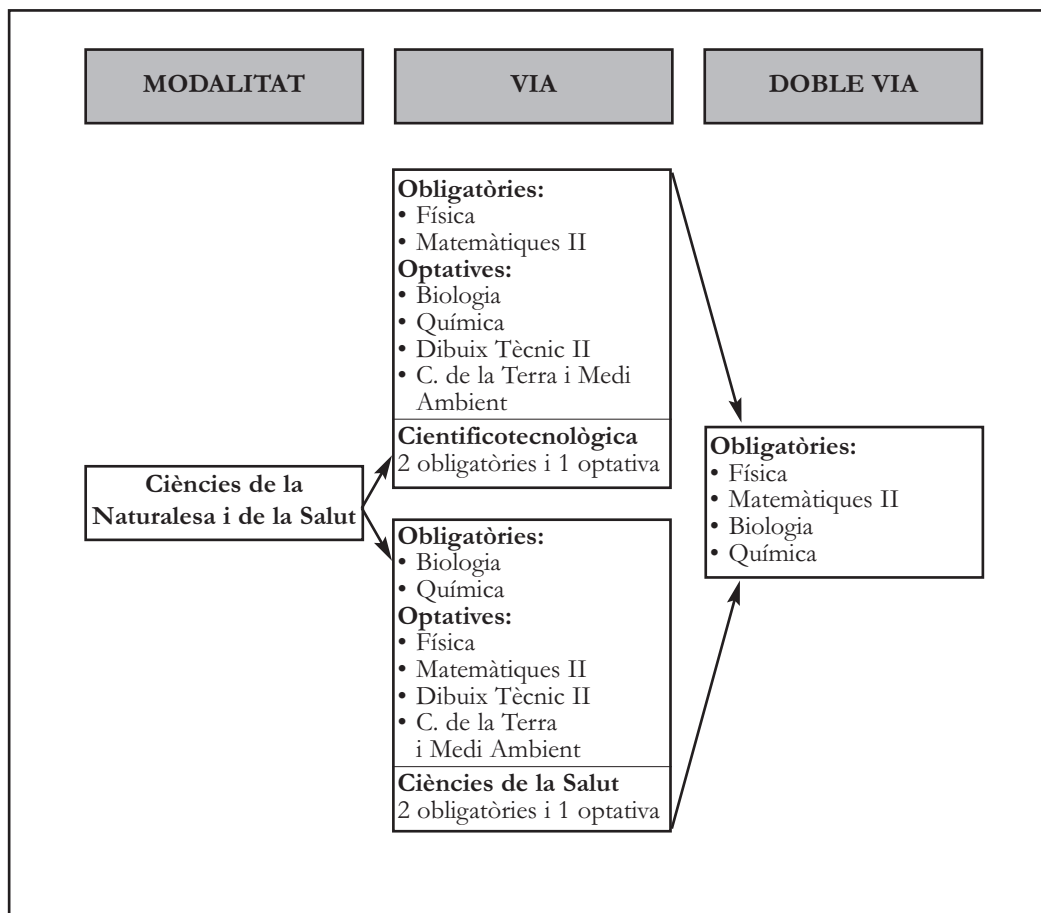 MODALITAT
VIA
DOBLE VIA
Obligatòries:
• Física
• Matemàtiques II
Optatives:
• Biologia
• Química
• Dibuix Tècnic II
• C. de la Terra i Medi
Ambient
Cientificotecnològica
2 obligatòries i 1 optativa
Ciències de la
Naturalesa i de la Salut
Obligatòries:
• Biologia
• Química
Optatives:
• Física
• Matemàtiques II
• Dibuix Tècnic II
• C. de la Terra
i Medi Ambient
Ciències de la Salut
2 obligatòries i 1 optativa
Obligatòries:
• Física
• Matemàtiques II
• Biologia
• Química